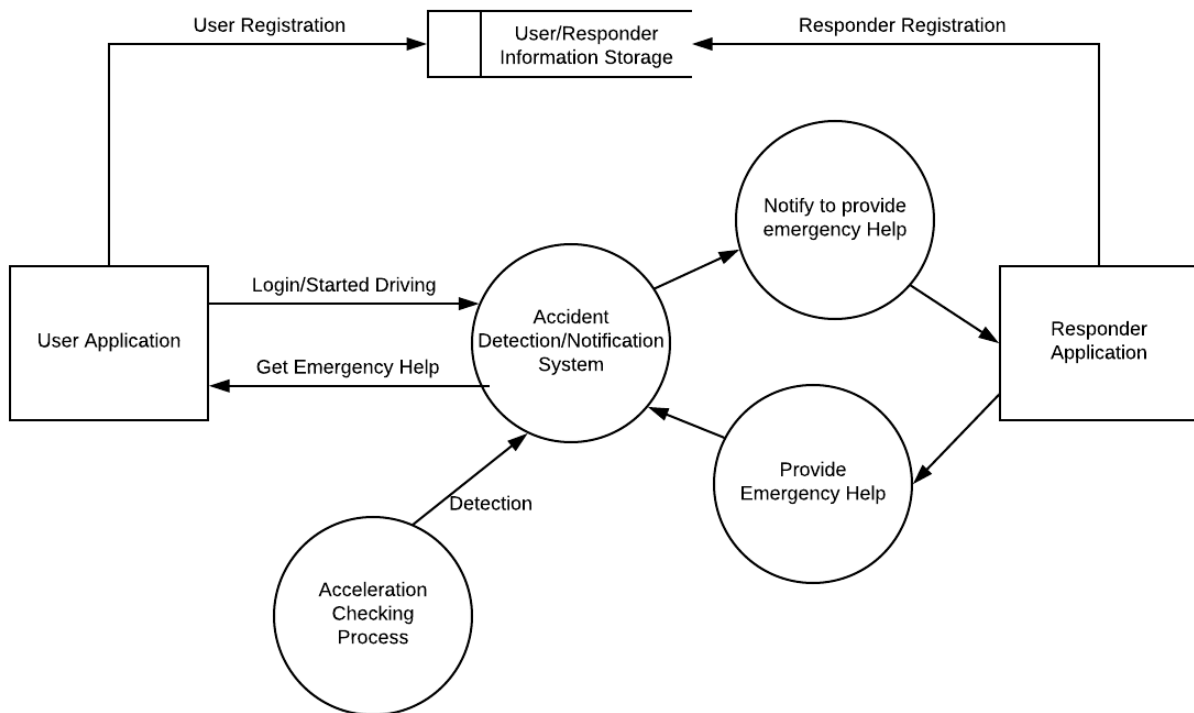 User Registration
User/Responder
Information Storage
Responder Registration
Notify to provide
emergency Help
Login/Started Driving
User Application
Get Emergency Help
Accident
Detection/Notification
System
Responder
Application
Provide
Emergency Help
Detection
Acceleration
Checking
Process